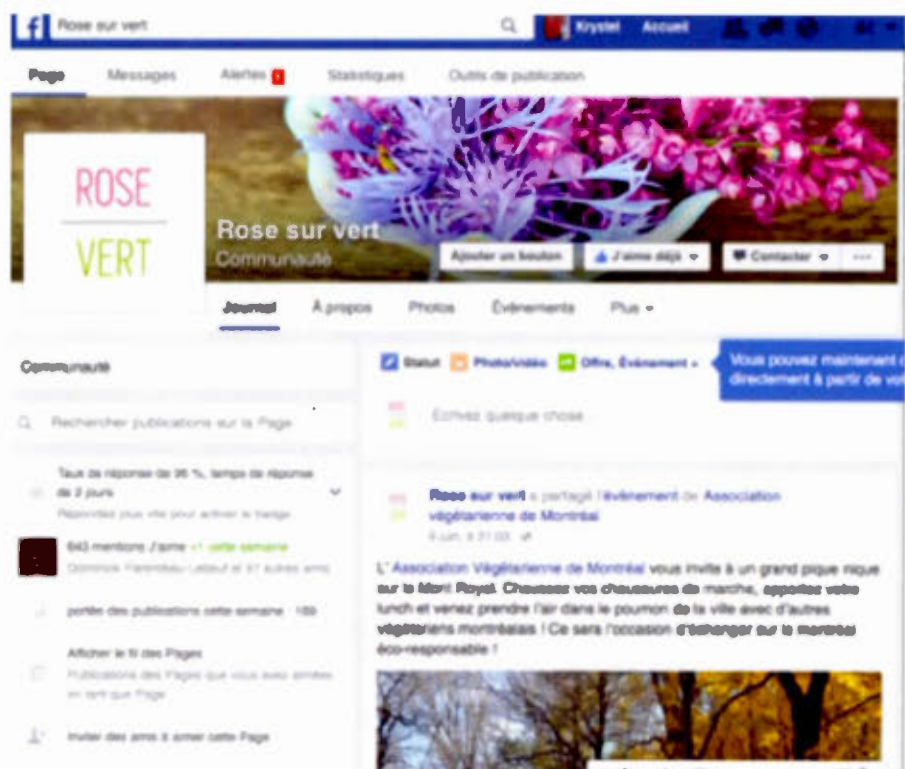 Rose sur vert
Krystel Accueil
Page Messages Alertes Statistiques Outils de publication
ROSE
VERT
Rose sur vert
Communauté
Ajouter un bouton J'aime déjà Contacter ...
Journal À propos Photos Évènements Plus
Communauté
Rechercher publications sur la Page
Taux de réponse de 96 %, temps de réponse
de 2 jours
Répondez plus vite pour activer le badge
643 mentions J'aime +1 cette semaine
et 37 autres amis
portée des publications cette semaine
Afficher le fil des Pages
Publications des Pages que vous avez aimées
en tant que Page
Inviter des amis à aimer cette Page
Statut Photo/vidéo Offre, Évènement +
Vous pouvez maintenant
directement à partir de
Écrivez quelque chose
Rose sur vert a partagé l'évènement de Association
végétarienne de Montréal
L'Association Végétarienne de Montréal vous invite à un grand pique nique
sur le Mont Royal. Chaussez vos chaussures de marche, apportez votre
lunch et venez prendre l'air dans le poumon de la ville avec d'autres
végétariens montréalais ! Ce sera l'occasion d'échanger sur le montréal
éco-responsable !